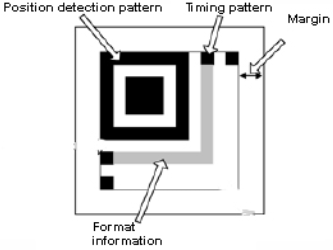 Position detection pattern
Timing pattern
Margin
Format
information